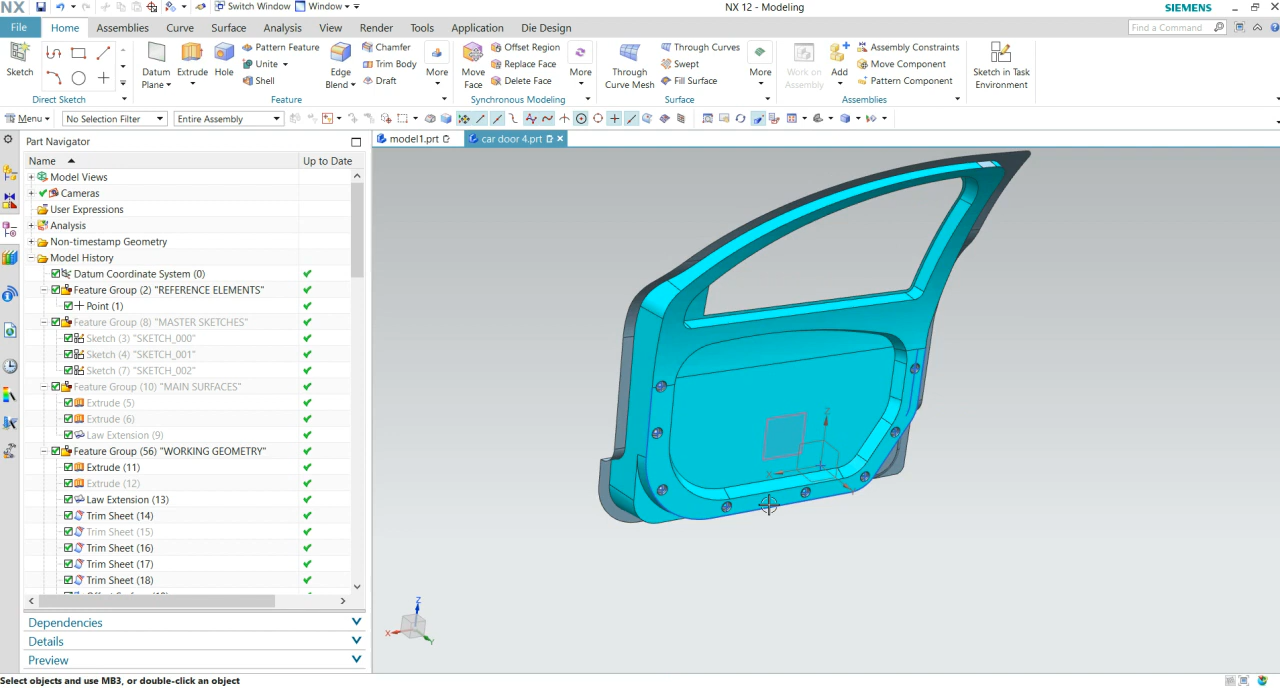 NX Switch Window Window NX 12 - Modeling SIEMENS
File Home Assemblies Curve Surface Analysis View Render Tools Application Die Design Find a Command
Sketch
Direct Sketch
Datum Plane
Extrude
Hole
Pattern Feature
Unite
Shell
Edge Blend
Chamfer
Trim Body
Draft
More
Feature
Move Face
Offset Region
Replace Face
Delete Face
More
Synchronous Modeling
Through Curve Mesh
Through Curves
Swept
Fill Surface
More
Surface
Work on Assembly
Add
Assembly Constraints
Move Component
Pattern Component
Assemblies
Sketch in Task Environment
Menu No Selection Filter Entire Assembly
Part Navigator
model1.prt car door 4.prt
Name Up to Date
Model Views
Cameras
User Expressions
Analysis
Non-timestamp Geometry
Model History
Datum Coordinate System (0)
Feature Group (2) "REFERENCE ELEMENTS"
Point (1)
Feature Group (8) "MASTER SKETCHES"
Sketch (3) "SKETCH_000"
Sketch (4) "SKETCH_001"
Sketch (7) "SKETCH_002"
Feature Group (10) "MAIN SURFACES"
Extrude (5)
Extrude (6)
Law Extension (9)
Feature Group (56) "WORKING GEOMETRY"
Extrude (11)
Extrude (12)
Law Extension (13)
Trim Sheet (14)
Trim Sheet (15)
Trim Sheet (16)
Trim Sheet (17)
Trim Sheet (18)
Dependencies
Details
Preview
Z
X
Y
Z
Select objects and use MB3, or double-click an object